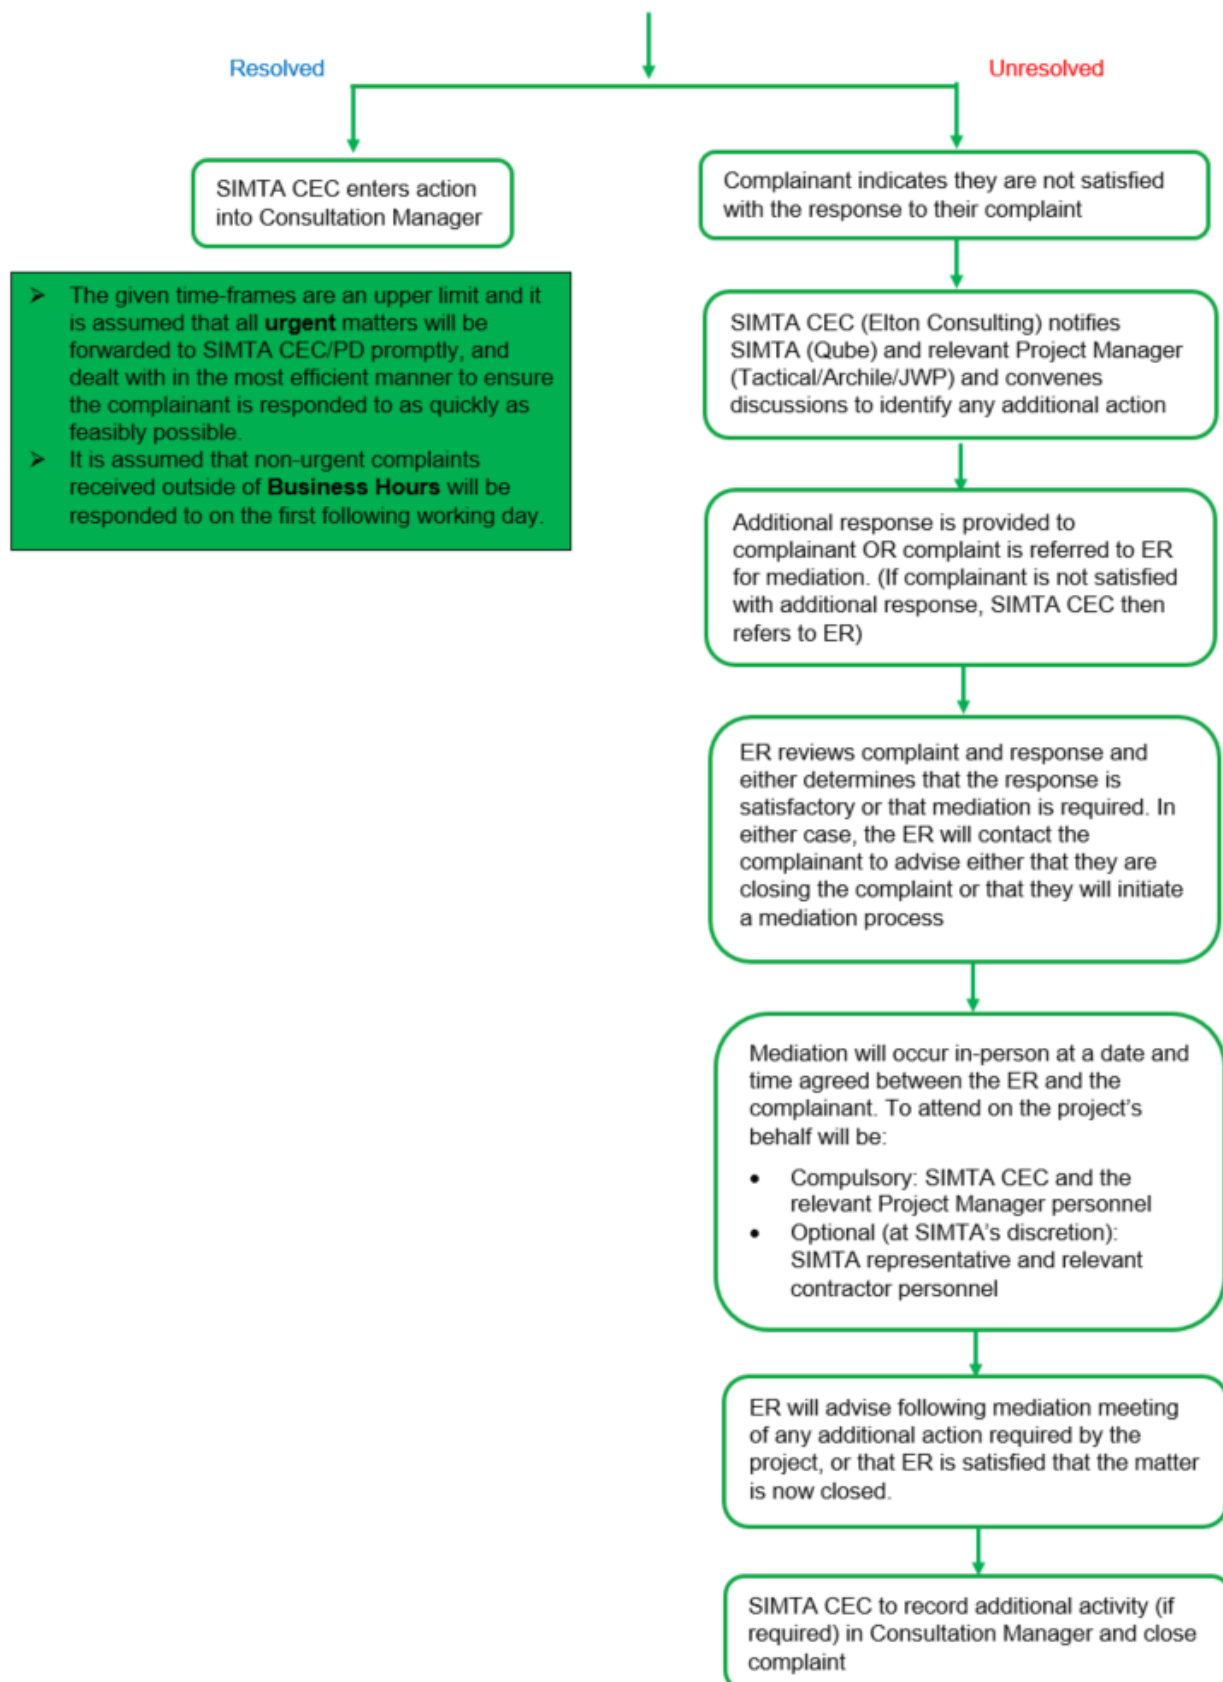 Resolved
Unresolved
SIMTA CEC enters action
into Consultation Manager
➢ The given time-frames are an upper limit and it
is assumed that all urgent matters will be
forwarded to SIMTA CEC/PD promptly, and
dealt with in the most efficient manner to ensure
the complainant is responded to as quickly as
feasibly possible.
➢ It is assumed that non-urgent complaints
received outside of Business Hours will be
responded to on the first following working day.
Complainant indicates they are not satisfied
with the response to their complaint
SIMTA CEC (Elton Consulting) notifies
SIMTA (Qube) and relevant Project Manager
(Tactical/Archile/JWP) and convenes
discussions to identify any additional action
Additional response is provided to
complainant OR complaint is referred to ER
for mediation. (If complainant is not satisfied
with additional response, SIMTA CEC then
refers to ER)
ER reviews complaint and response and
either determines that the response is
satisfactory or that mediation is required. In
either case, the ER will contact the
complainant to advise either that they are
closing the complaint or that they will initiate
a mediation process
Mediation will occur in-person at a date and
time agreed between the ER and the
complainant. To attend on the project’s
behalf will be:
• Compulsory: SIMTA CEC and the
relevant Project Manager personnel
• Optional (at SIMTA’s discretion):
SIMTA representative and relevant
contractor personnel
ER will advise following mediation meeting
of any additional action required by the
project, or that ER is satisfied that the matter
is now closed.
SIMTA CEC to record additional activity (if
required) in Consultation Manager and close
complaint